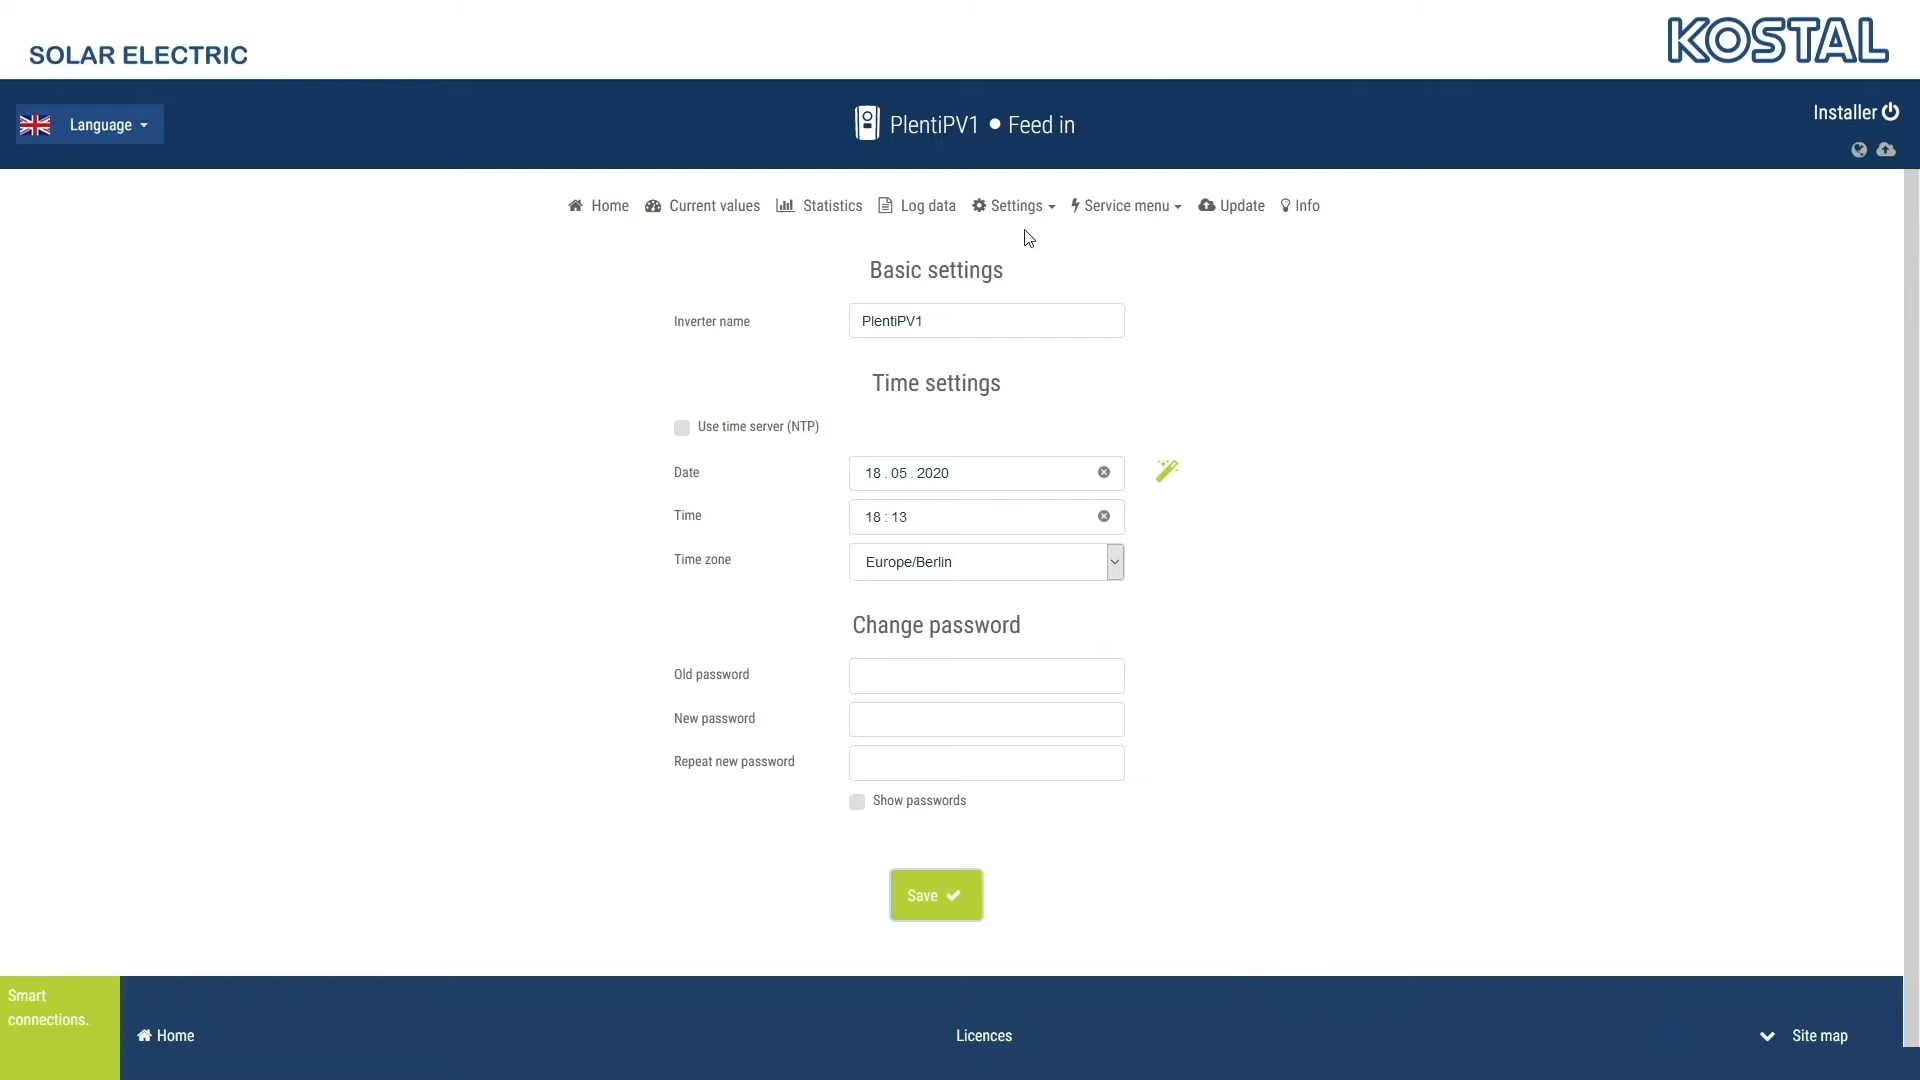 SOLAR ELECTRIC
KOSTAL
Language
PlentiPV1 • Feed in
Installer
Home Current values Statistics Log data Settings Service menu Update Info
Basic settings
Inverter name PlentiPV1
Time settings
Use time server (NTP)
Date 18 . 05 . 2020
Time 18 : 13
Time zone Europe/Berlin
Change password
Old password
New password
Repeat new password
Show passwords
Save
Smart
connections.
Home Licences Site map